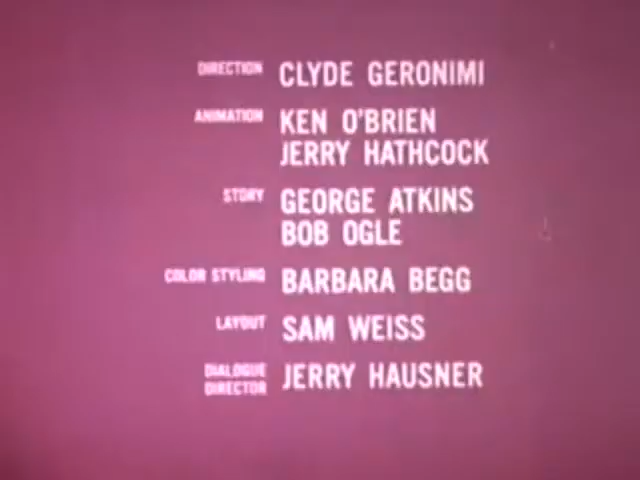 DIRECTION CLYDE GERONIMI
ANIMATION KEN O'BRIEN
JERRY HATHCOCK
STORY GEORGE ATKINS
BOB OGLE
COLOR STYLING BARBARA BEGG
LAYOUT SAM WEISS
DIALOGUE DIRECTOR JERRY HAUSNER